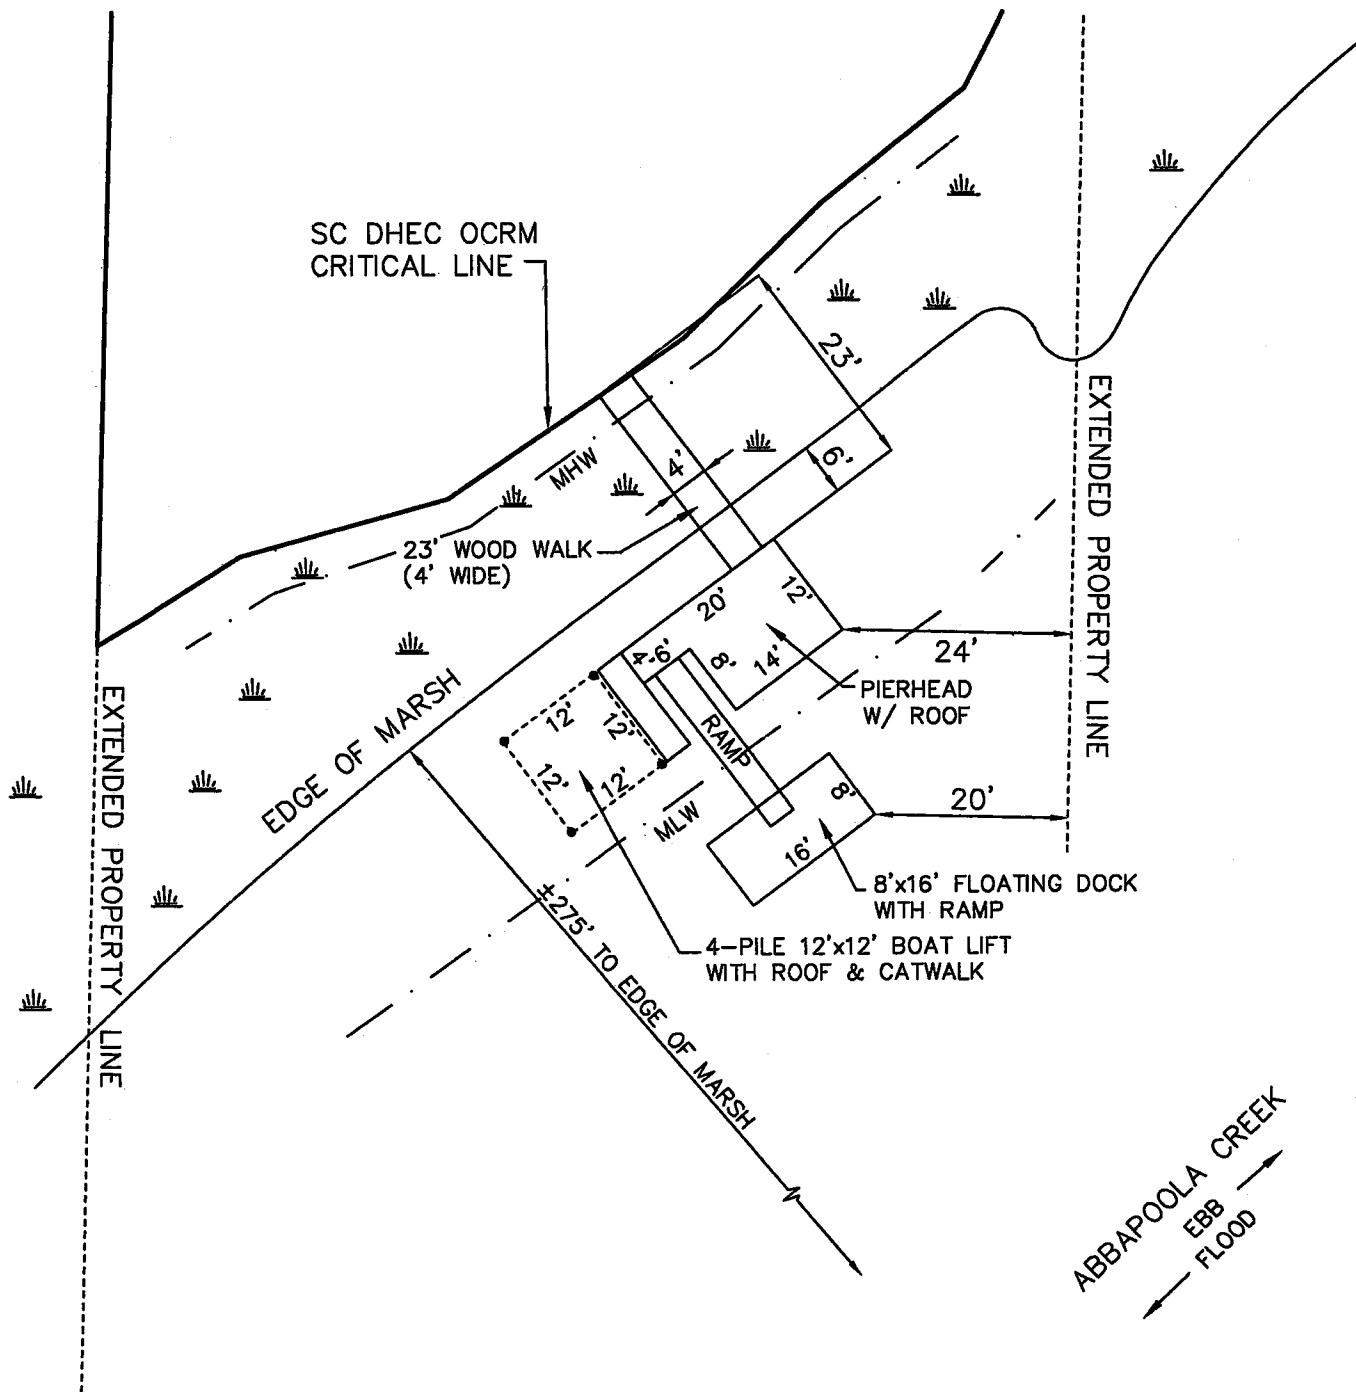 SC DHEC OCRM
CRITICAL LINE
23'
MHW
4'
6'
23' WOOD WALK
(4' WIDE)
EXTENDED PROPERTY LINE
20'
12'
24'
4'
6'
8'
14'
PIERHEAD
W/ ROOF
EXTENDED PROPERTY LINE
EDGE OF MARSH
12'
12'
12'
12'
RAMP
MLW
8'
16'
20'
8'x16' FLOATING DOCK
WITH RAMP
4-PILE 12'x12' BOAT LIFT
WITH ROOF & CATWALK
±275' TO EDGE OF MARSH
ABBAPOOLA CREEK
EBB
FLOOD